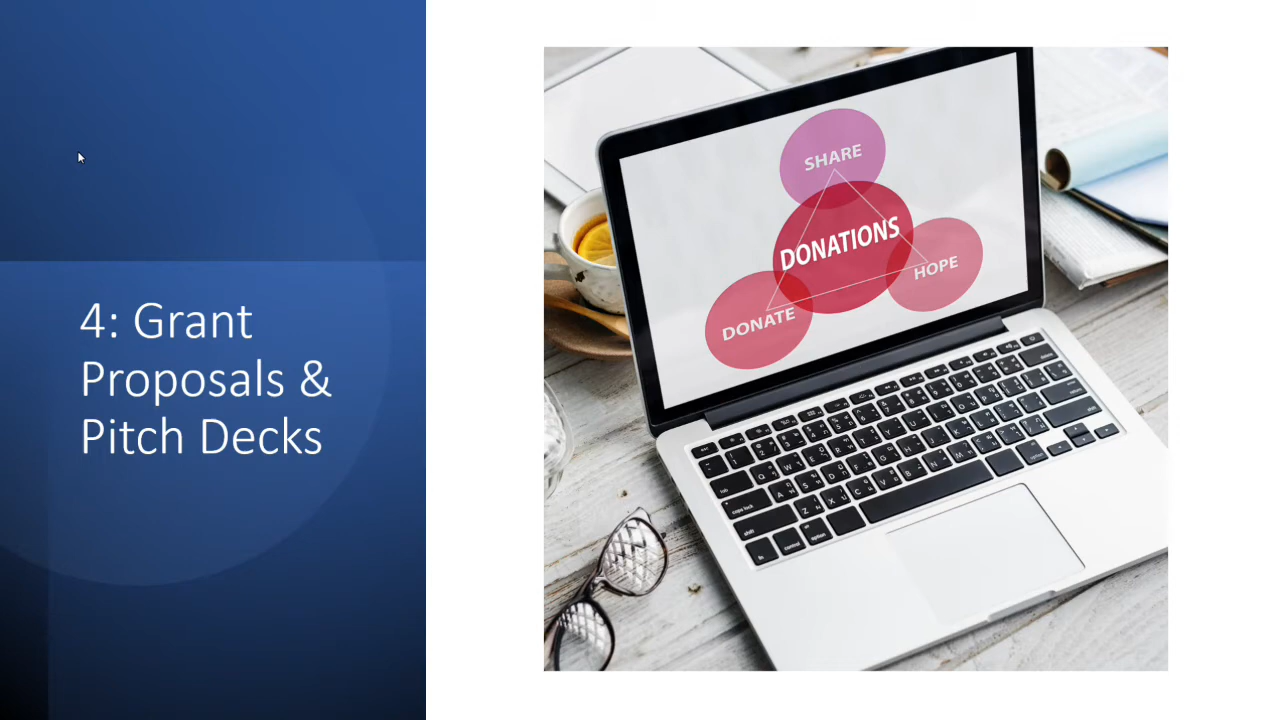 4: Grant
Proposals &
Pitch Decks
SHARE
DONATIONS
HOPE
DONATE